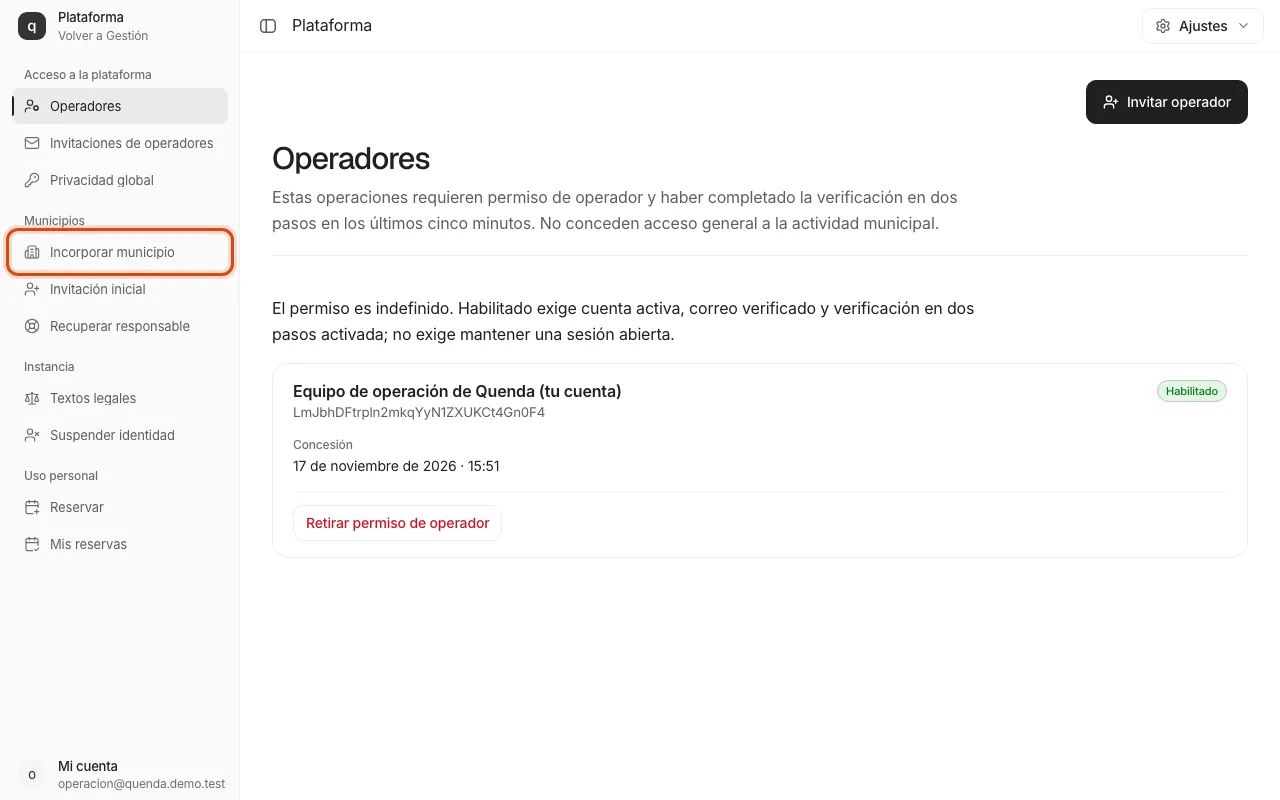 q
Plataforma
Volver a Gestión
Acceso a la plataforma
Operadores
Invitaciones de operadores
Privacidad global
Municipios
Incorporar municipio
Invitación inicial
Recuperar responsable
Instancia
Textos legales
Suspender identidad
Uso personal
Reservar
Mis reservas
O
Mi cuenta
operacion@quenda.demo.test
Plataforma
Ajustes
Invitar operador
Operadores
Estas operaciones requieren permiso de operador y haber completado la verificación en dos
pasos en los últimos cinco minutos. No conceden acceso general a la actividad municipal.
El permiso es indefinido. Habilitado exige cuenta activa, correo verificado y verificación en dos
pasos activada; no exige mantener una sesión abierta.
Equipo de operación de Quenda (tu cuenta)
Habilitado
LmJbhDFtrpln2mkqYyN1ZXUKCt4Gn0F4
Concesión
17 de noviembre de 2026 · 15:51
Retirar permiso de operador